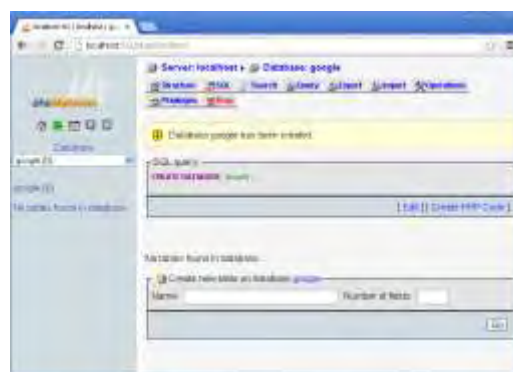 localhost
Server: localhost ▸ Database: google
Structure SQL Search Query Export Import Operations
Privileges Drop
phpMyAdmin
Database
google (0)
Database google has been created.
SQL query
CREATE DATABASE google
[ Edit ] [ Create PHP Code ]
google (0)
No tables found in database.
No tables found in database.
Create new table on database google
Name Number of fields
Go